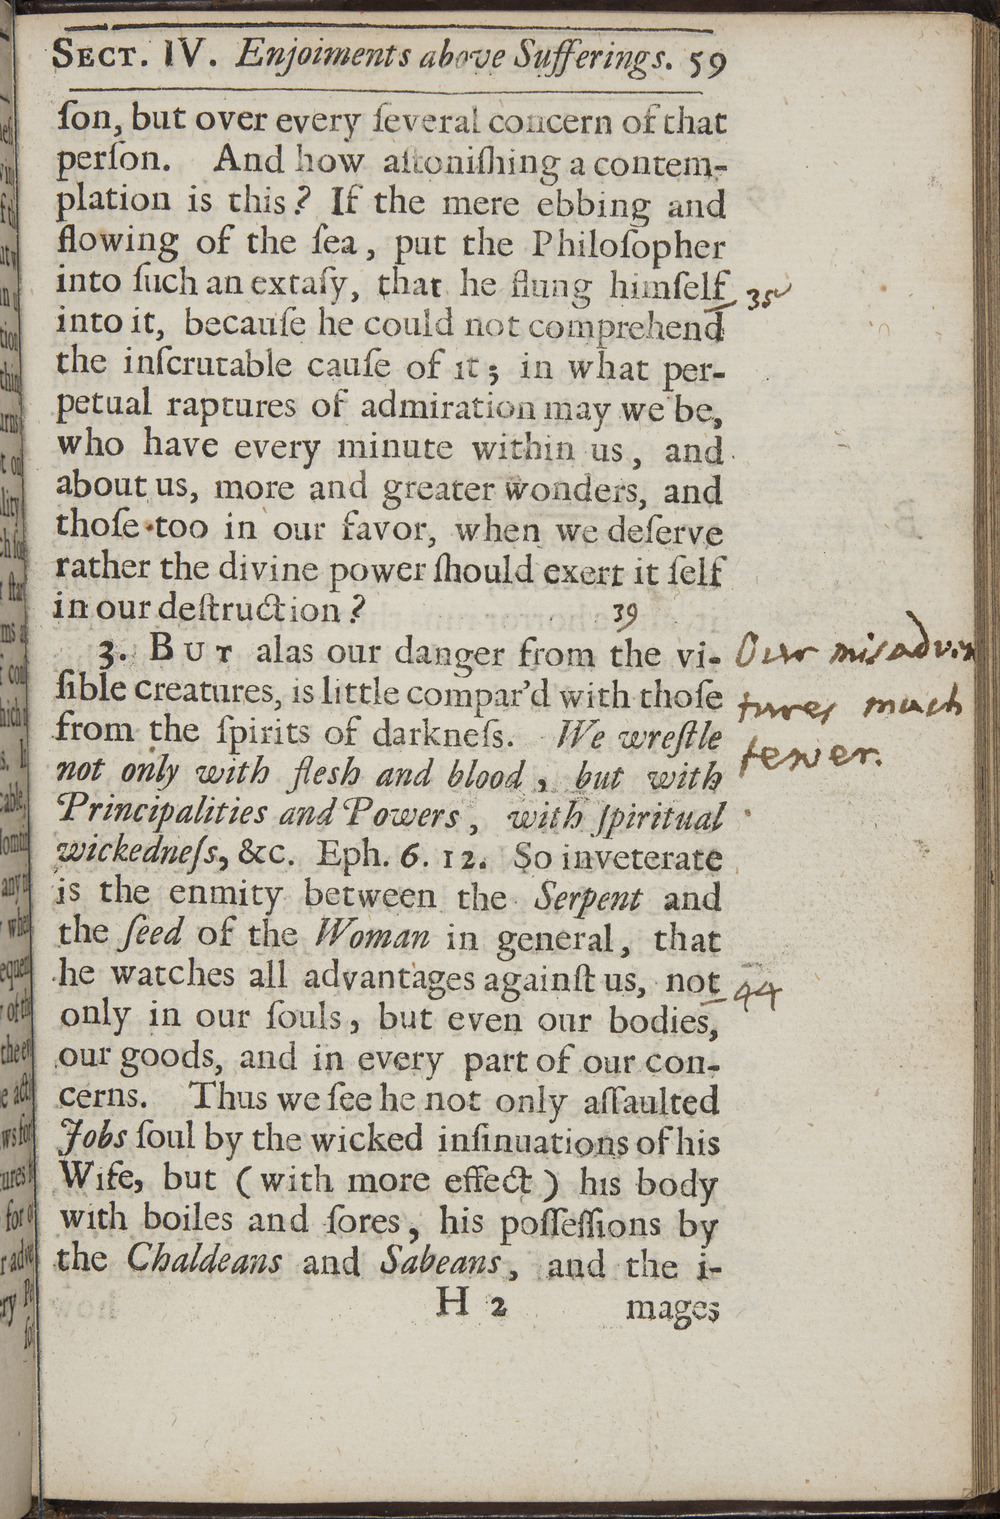 SECT. IV. Enjoiments above Sufferings. 59
ſon, but over every ſeveral concern of that
perſon. And how aſtoniſhing a contem-
plation is this? If the mere ebbing and
flowing of the ſea, put the Philoſopher
into ſuch an extaſy, that he flung himſelf 35
into it, becauſe he could not comprehend
the inſcrutable cauſe of it; in what per-
petual raptures of admiration may we be,
who have every minute within us, and
about us, more and greater wonders, and
thoſe too in our favor, when we deſerve
rather the divine power ſhould exert it ſelf
in our deſtruction? 39
3. BUT alas our danger from the vi-
ſible creatures, is little compar'd with thoſe
from the ſpirits of darkneſs. We wreſtle
not only with flesh and blood, but with
Principalities and Powers, with ſpiritual
wickedneſs, &c. Eph. 6. 12. So inveterate
is the enmity between the Serpent and
the ſeed of the Woman in general, that
he watches all advantages againſt us, not 44
only in our ſouls, but even our bodies,
our goods, and in every part of our con-
cerns. Thus we ſee he not only aſſaulted
Jobs ſoul by the wicked inſinuations of his
Wife, but (with more effect) his body
with boiles and ſores, his poſſeſſions by
the Chaldeans and Sabeans, and the i-
H 2 mages
Our misadven
tures much
fewer.